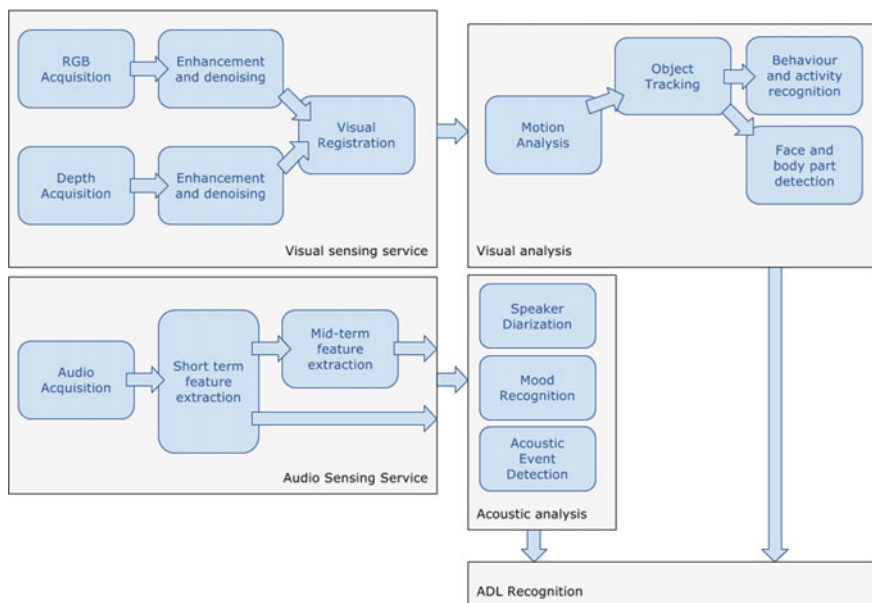 RGB
Acquisition
Enhancement
and denoising
Visual
Registration
Depth
Acquisition
Enhancement
and denoising
Visual sensing service
Motion
Analysis
Object
Tracking
Behaviour
and activity
recognition
Face and
body part
detection
Visual analysis
Audio
Acquisition
Short term
feature
extraction
Mid-term
feature
extraction
Audio Sensing Service
Speaker
Diarization
Mood
Recognition
Acoustic
Event
Detection
Acoustic analysis
ADL Recognition